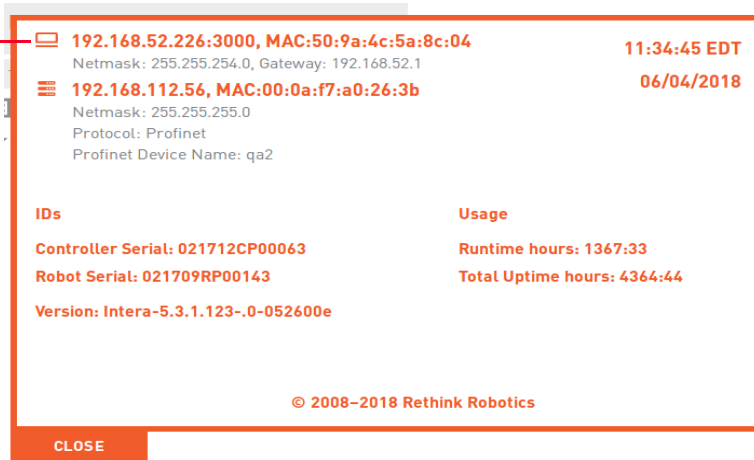 192.168.52.226:3000, MAC:50:9a:4c:5a:8c:04
Netmask: 255.255.254.0, Gateway: 192.168.52.1
192.168.112.56, MAC:00:0a:f7:a0:26:3b
Netmask: 255.255.255.0
Protocol: Profinet
Profinet Device Name: qa2
11:34:45 EDT
06/04/2018
IDs
Controller Serial: 021712CP00063
Robot Serial: 021709RP00143
Version: Intera-5.3.1.123-.0-052600e
Usage
Runtime hours: 1367:33
Total Uptime hours: 4364:44
© 2008–2018 Rethink Robotics
CLOSE